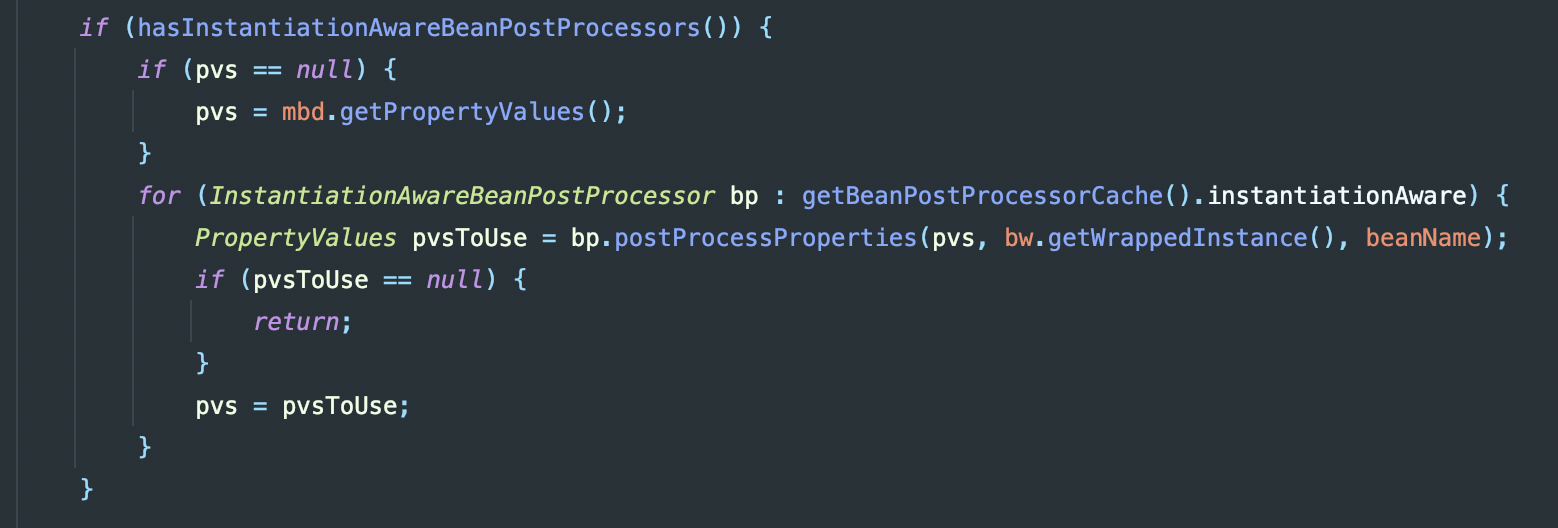 if (hasInstantiationAwareBeanPostProcessors()) {
if (pvs == null) {
pvs = mbd.getPropertyValues();
}
for (InstantiationAwareBeanPostProcessor bp : getBeanPostProcessorCache().instantiationAware) {
PropertyValues pvsToUse = bp.postProcessProperties(pvs, bw.getWrappedInstance(), beanName);
if (pvsToUse == null) {
return;
}
pvs = pvsToUse;
}
}